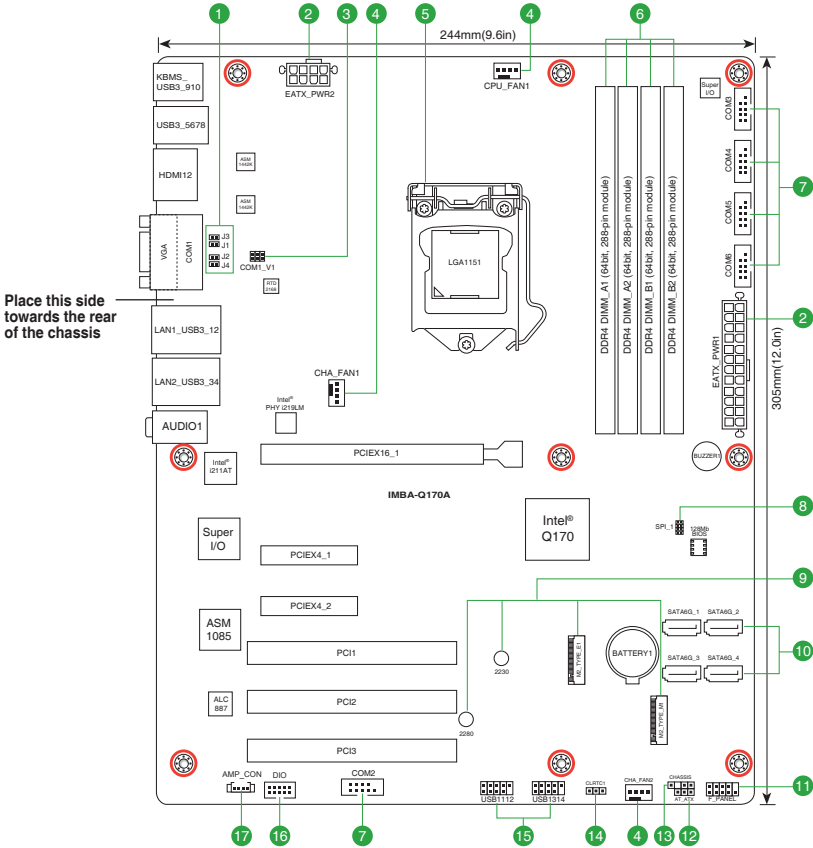 1
2
3
4
5
4
6
244mm(9.6in)
KBMS_
USB3_910
EATX_PWR2
CPU_FAN1
Super
I/O
COM3
USB3_5678
ASM
1442K
COM4
7
HDMI12
ASM
1442K
DDR4 DIMM_A1 (64bit, 288-pin module)
DDR4 DIMM_A2 (64bit, 288-pin module)
DDR4 DIMM_B1 (64bit, 288-pin module)
DDR4 DIMM_B2 (64bit, 288-pin module)
COM5
VGA
COM1
J3
J1
J2
J4
COM1_V1
LGA1151
COM6
RTD
2168
Place this side
towards the rear
of the chassis
LAN1_USB3_12
2
EATX_PWR1
305mm(12.0in)
LAN2_USB3_34
CHA_FAN1
4
Intel®
PHY i219LM
AUDIO1
PCIEX16_1
BUZZER1
Intel®
i211AT
IMBA-Q170A
8
Super
I/O
Intel®
Q170
SPI_1
128Mb
BIOS
PCIEX4_1
9
PCIEX4_2
ASM
1085
SATA6G_1
SATA6G_2
PCI1
2230
M2_TYPE_E1
BATTERY1
10
SATA6G_3
SATA6G_4
ALC
887
PCI2
2280
M2_TYPE_M1
PCI3
AMP_CON
DIO
COM2
USB1112
USB1314
CLRTC1
CHA_FAN2
CHASSIS
AT_ATX
F_PANEL
11
17
16
7
15
14
4
13
12